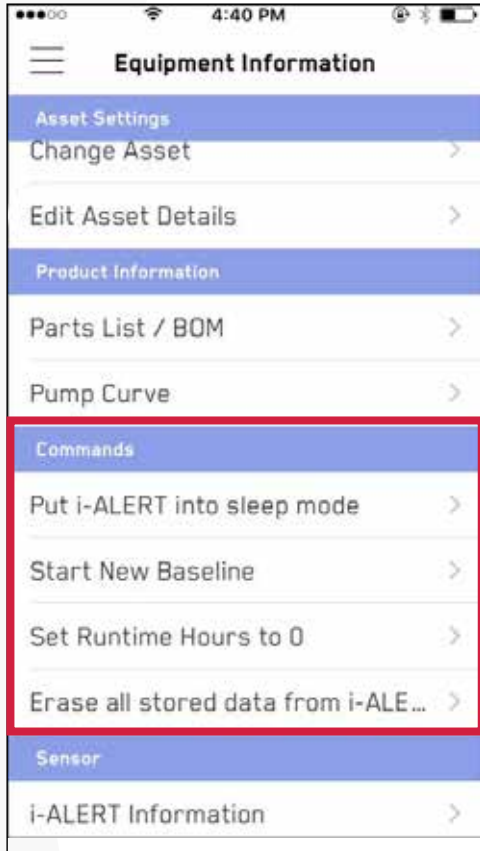 4:40 PM
Equipment Information
Asset Settings
Change Asset
Edit Asset Details
Product Information
Parts List / BOM
Pump Curve
Commands
Put i-ALERT into sleep mode
Start New Baseline
Set Runtime Hours to 0
Erase all stored data from i-ALE...
Sensor
i-ALERT Information